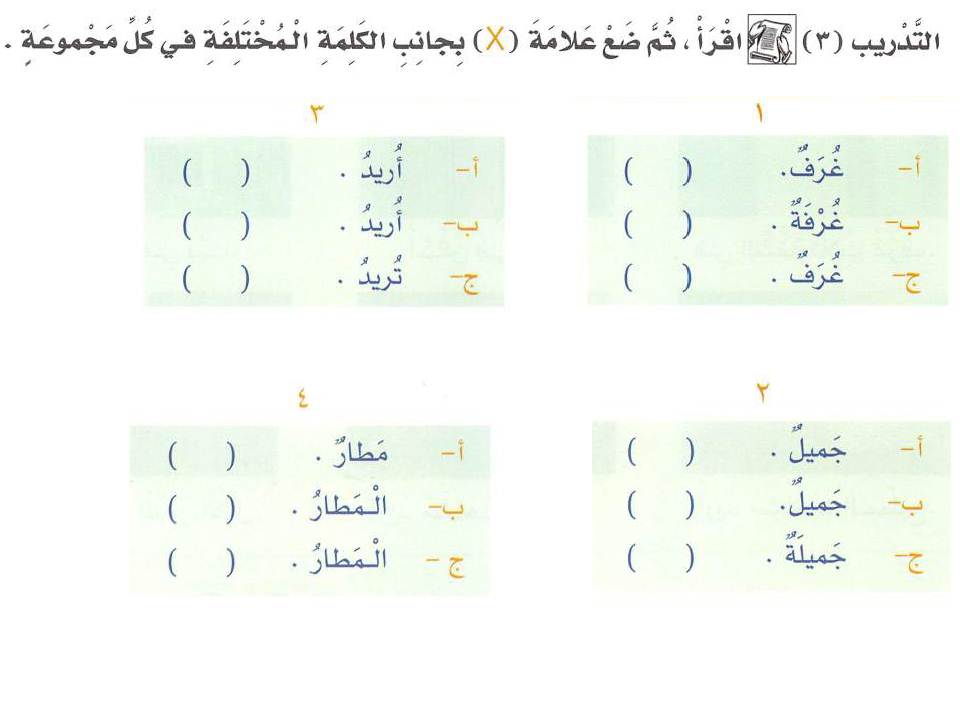 التَّدْريب (٣) اقْرَأْ ، ثُمَّ ضَعْ عَلامَةَ (X) بِجانِبِ الكَلِمَةِ الْمُخْتَلِفَةِ في كُلِّ مَجْموعَةٍ .
١
أ- غُرَفٌ. ( )
ب- غُرْفَةٌ . ( )
ج- غُرَفٌ . ( )
٢
أ- جَميلٌ . ( )
ب- جَميلٌ. ( )
ج- جَميلَةٌ . ( )
٣
أ- أُريدُ . ( )
ب- أُريدُ . ( )
ج- تُريدُ . ( )
٤
أ- مَطارٌ . ( )
ب- الْمَطارُ . ( )
ج - الْمَطارُ . ( )